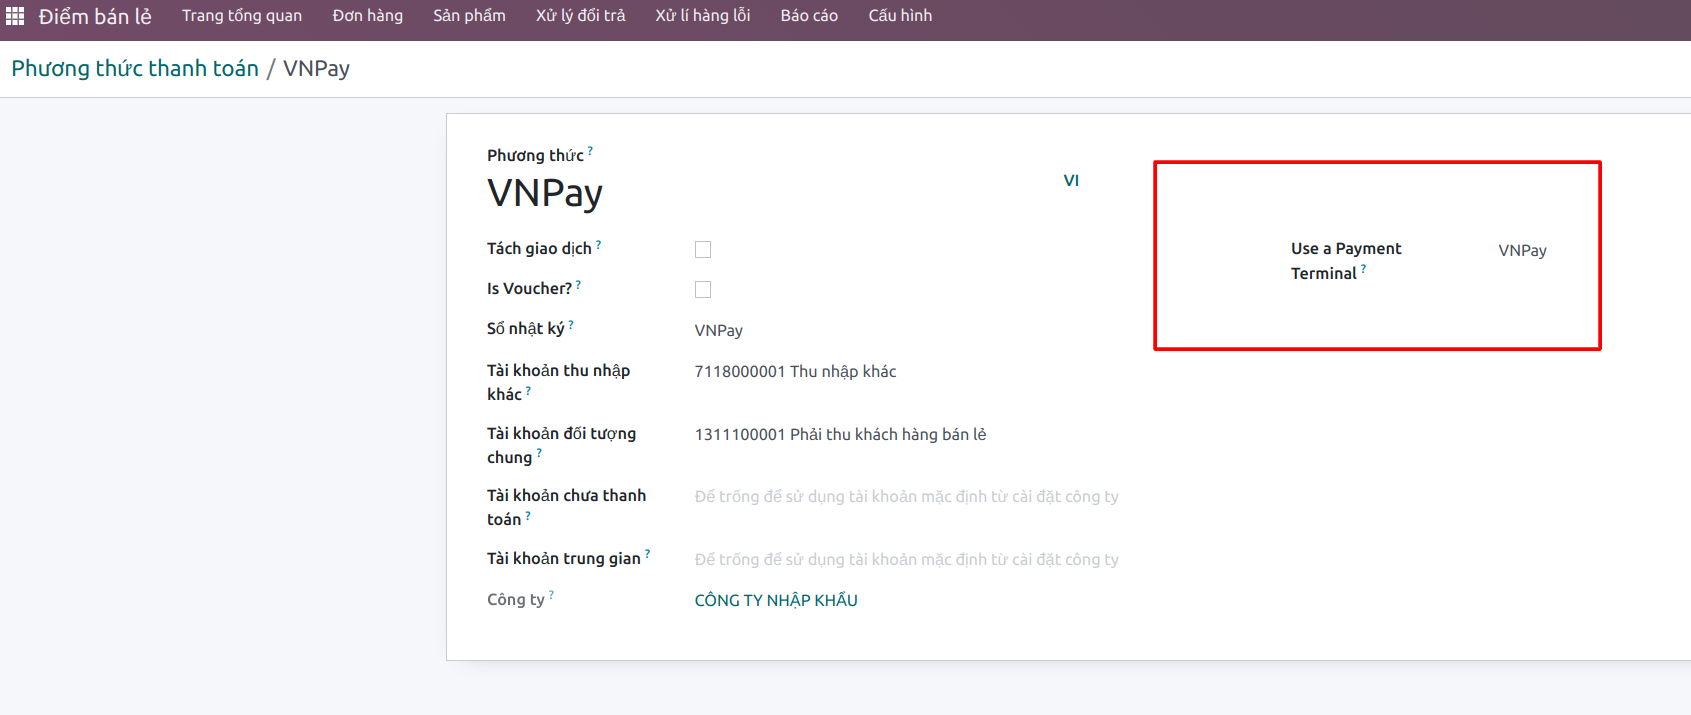 Điểm bán lẻ Trang tổng quan Đơn hàng Sản phẩm Xử lý đổi trả Xử lí hàng lỗi Báo cáo Cấu hình
Phương thức thanh toán / VNPay
Phương thức ?
VNPay VI
Tách giao dịch ?
Is Voucher? ?
Sổ nhật ký ? VNPay
Tài khoản thu nhập
khác ?
7118000001 Thu nhập khác
Tài khoản đối tượng
chung ?
1311100001 Phải thu khách hàng bán lẻ
Tài khoản chưa thanh
toán ?
Để trống để sử dụng tài khoản mặc định từ cài đặt công ty
Tài khoản trung gian ? Để trống để sử dụng tài khoản mặc định từ cài đặt công ty
Công ty ? CÔNG TY NHẬP KHẨU
Use a Payment
Terminal ?
VNPay